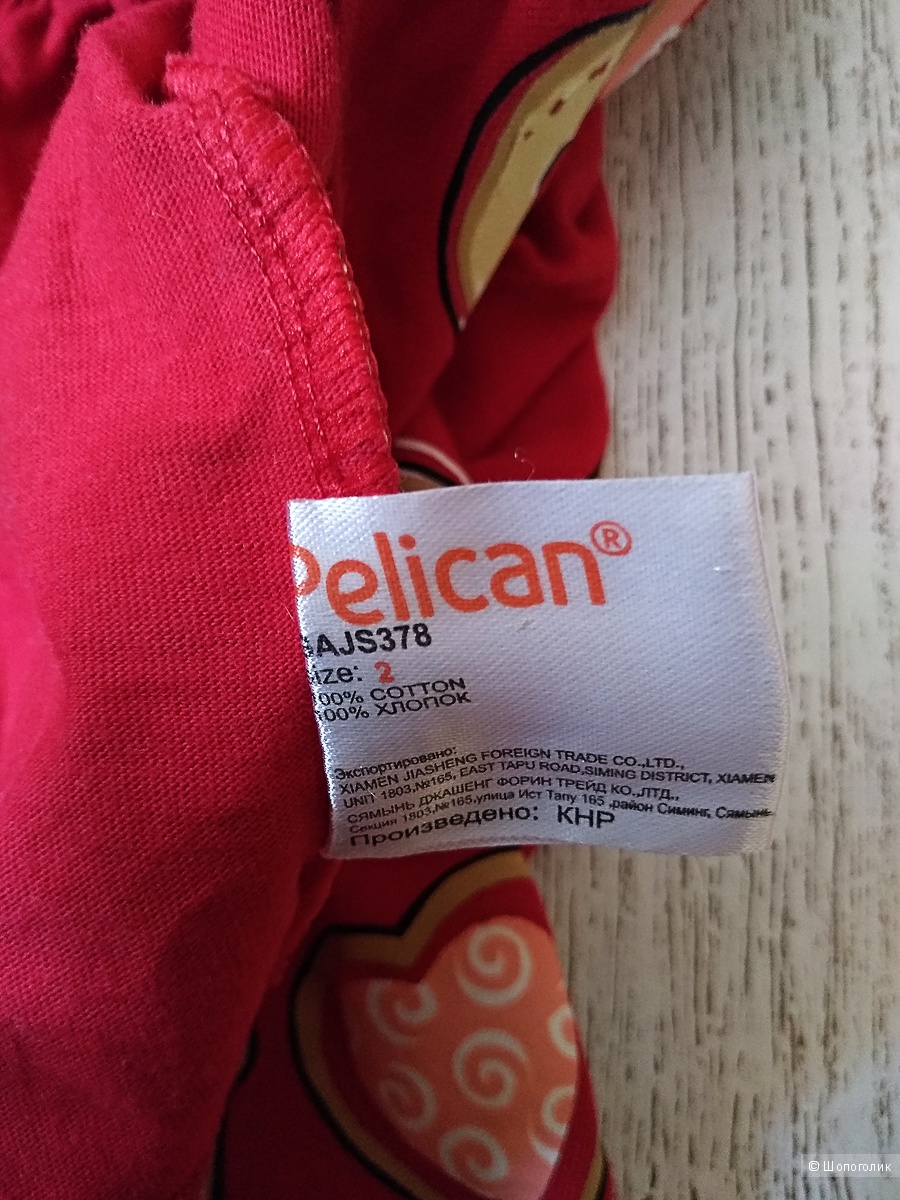 Pelican®
AJS378
ize: 2
100% COTTON
100% ХЛОПОК
Экспортировано:
XIAMEN JIASHENG FOREIGN TRADE CO.,LTD.,
UNIT 1803,№165, EAST TAPU ROAD,SIMING DISTRICT, XIAMEN
СЯМЫНЬ ДЖАШЕНГ ФОРИН ТРЕЙД КО.,ЛТД.,
Секция 1803,№165,улица Ист Тапу 165 ,район Симинг, Сямынь
Произведено: КНР
© Шопоголик